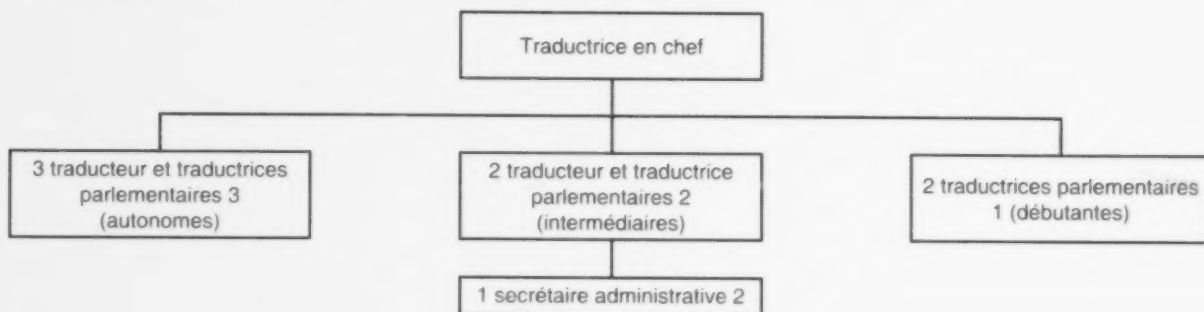 Traductrice en chef
3 traducteur et traductrices
parlementaires 3
(autonomes)
2 traducteur et traductrice
parlementaires 2
(intermédiaires)
2 traductrices parlementaires
1 (débutantes)
1 secrétaire administrative 2